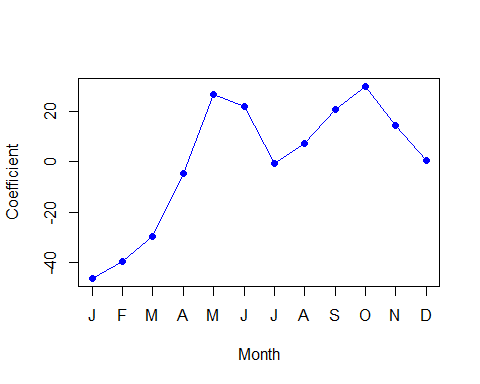 Coefficient
20
0
-20
-40
J F M A M J J A S O N D
Month